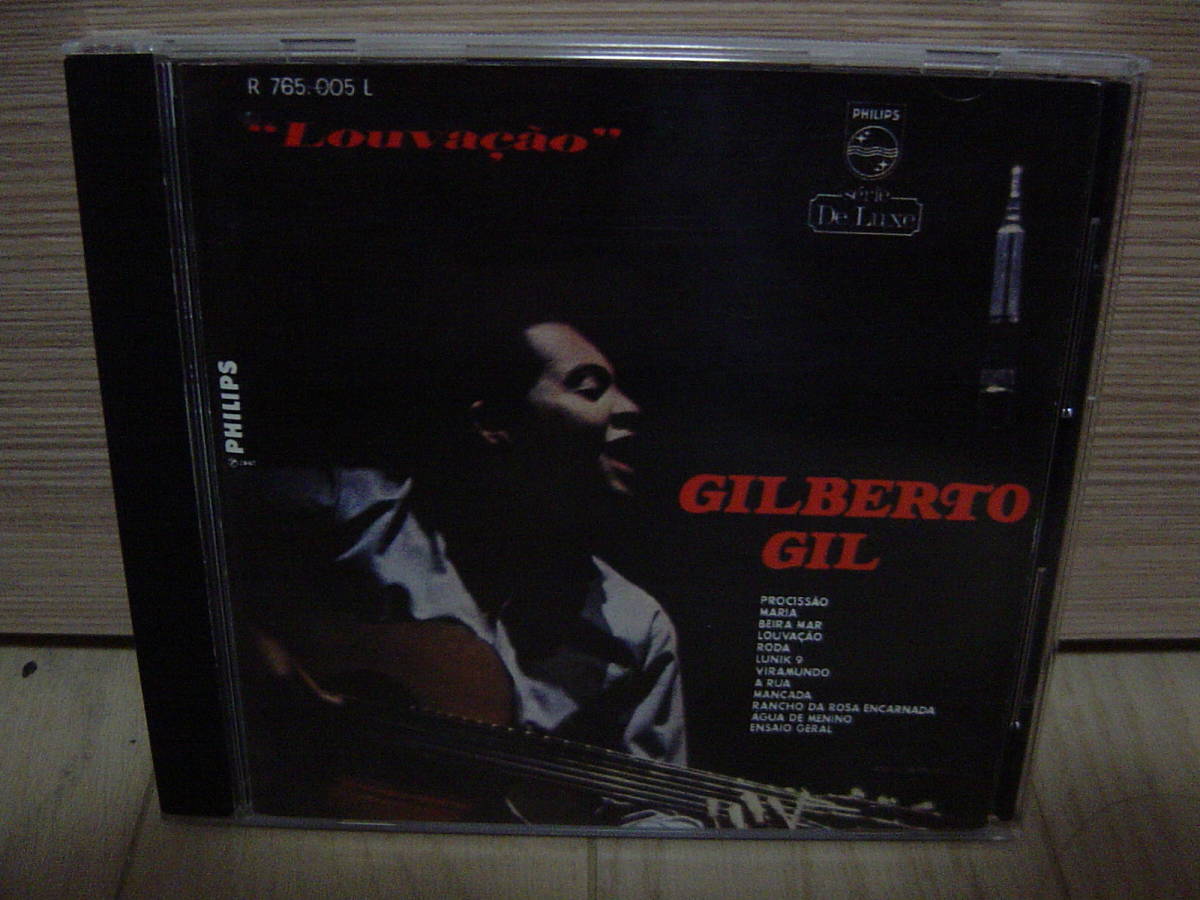 R 765.005 L
"Louvação"
PHILIPS
série
De Luxe
PHILIPS
GILBERTO
GIL
PROCISSÃO
MARIA
BEIRA MAR
LOUVAÇÃO
RODA
LUNIK 9
VIRAMUNDO
A RUA
MANCADA
RANCHO DA ROSA ENCARNADA
ÁGUA DE MENINO
ENSAIO GERAL